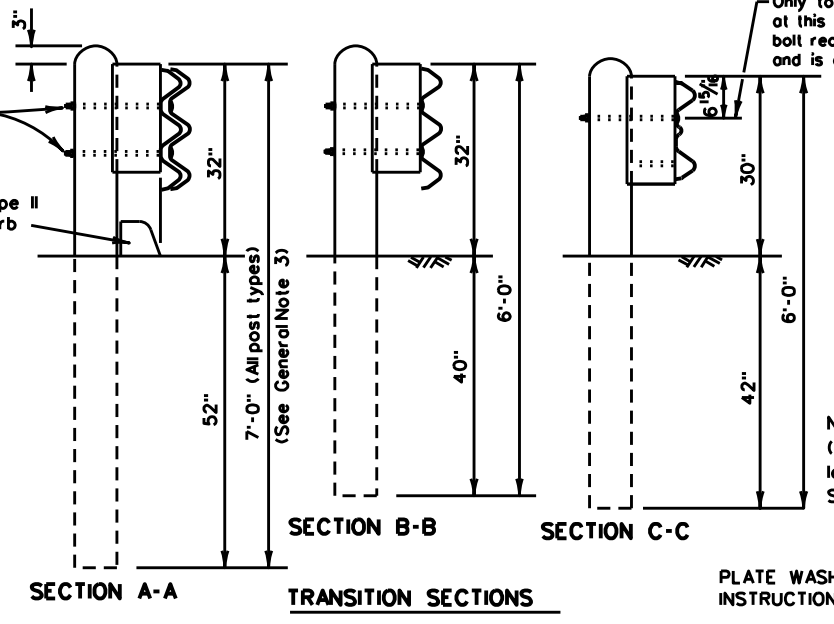 3"
Only to
at this
bolt rec
and is
6 15/16"
32"
32"
30"
pe II
rb
7'-0" (All post types)
(See General Note 3)
6'-0"
6'-0"
52"
40"
42"
SECTION A-A
SECTION B-B
SECTION C-C
TRANSITION SECTIONS
PLATE WASH
INSTRUCTION